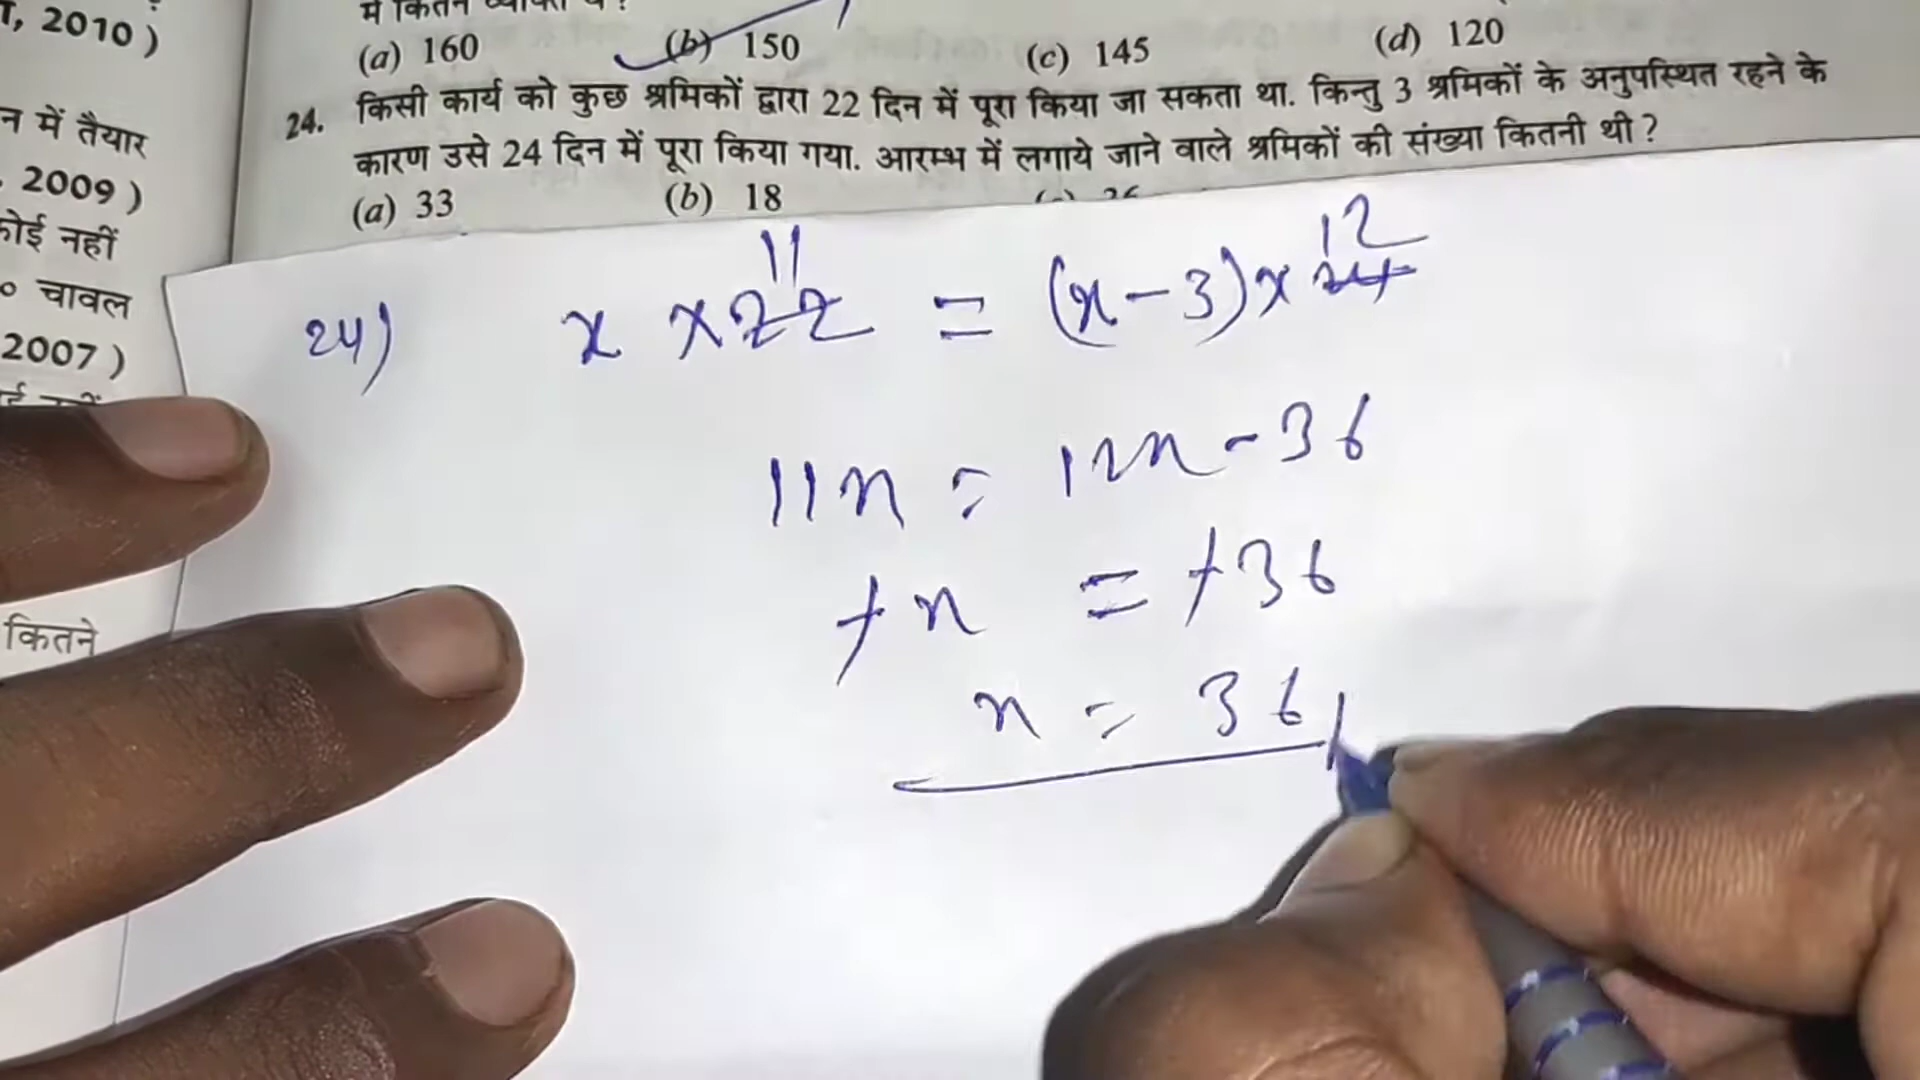 , 2010 )
(a) 160 (b) 150 (c) 145 (d) 120
24. किसी कार्य को कुछ श्रमिकों द्वारा 22 दिन में पूरा किया जा सकता था. किन्तु 3 श्रमिकों के अनुपस्थित रहने के
कारण उसे 24 दिन में पूरा किया गया. आरम्भ में लगाये जाने वाले श्रमिकों की संख्या कितनी थी ?
(a) 33 (b) 18
में तैयार
2009 )
कोई नहीं
चावल
2007 )
कितने
11 12
24) x × 22 = (x - 3) × 24
11x = 12x - 36
+x = +36
x = 36